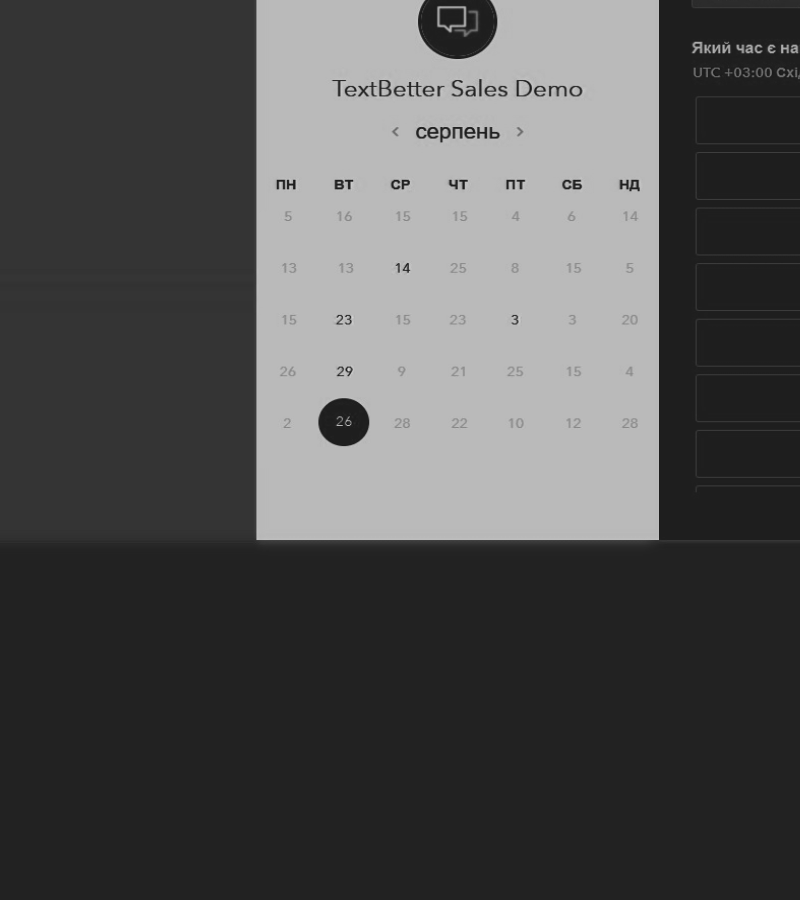 TextBetter Sales Demo
‹ серпень ›
ПН ВТ СР ЧТ ПТ СБ НД
5 16 15 15 4 6 14
13 13 14 25 8 15 5
15 23 15 23 3 3 20
26 29 9 21 25 15 4
2 26 28 22 10 12 28
Який час є на
UTC +03:00 Схі